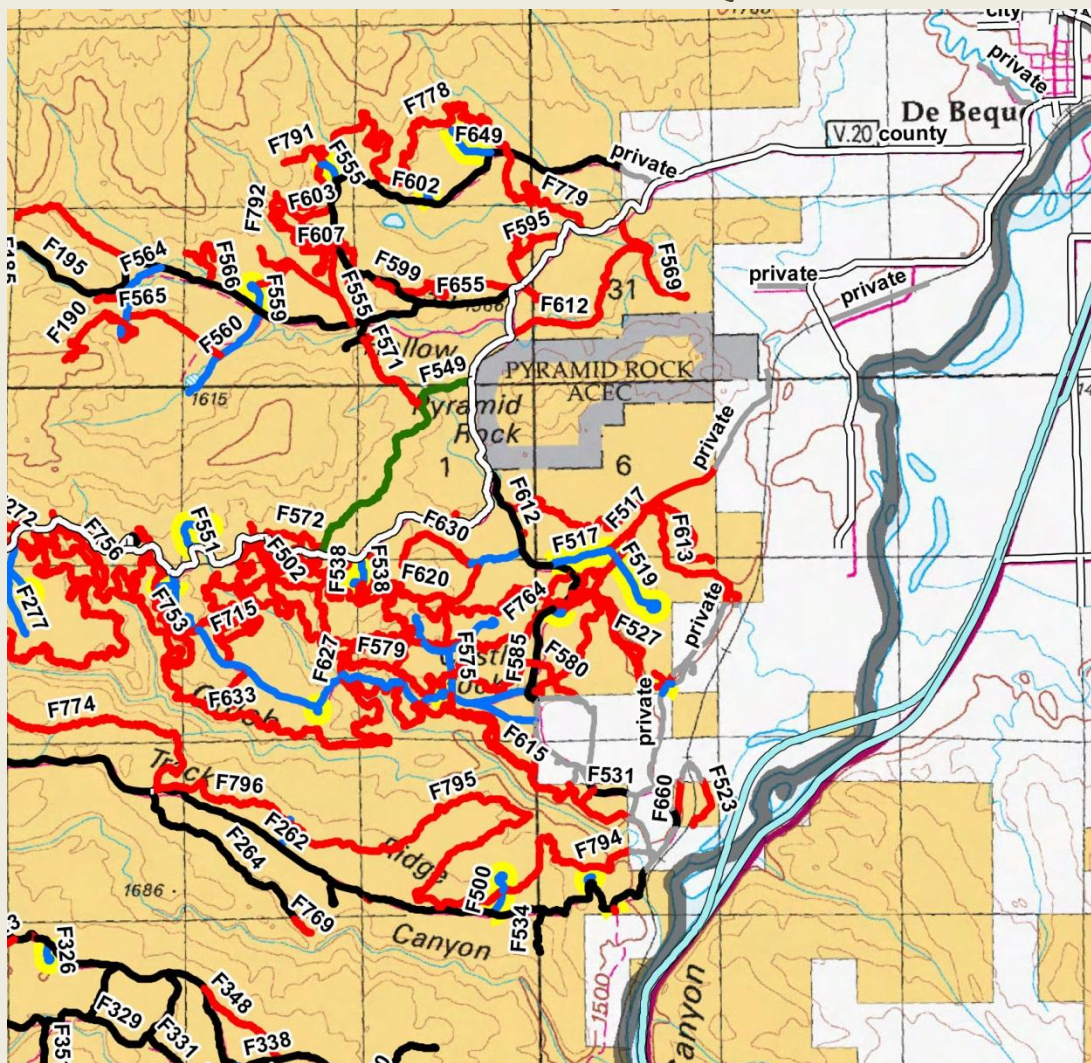 city
private
De Beque
V.20
county
F778
F649
F791
F555
private
F602
F779
F792
F603
F607
F595
F195
F564
F566
F599
F655
F569
private
private
F559
31
F612
F190
F565
F560
F555
F571
llow
F549
PYRAMID ROCK
ACEC
1615
Pyramid
Rock
1
6
private
F612
F517
F272
F572
F630
F551
F756
F502
F538
F538
F517
F613
F519
F277
F753
F715
F620
F764
F527
private
F627
F579
F575
F585
F580
F633
private
F774
F615
F531
F660
F523
F796
F795
F262
F264
Ridge
F794
1686
F500
F769
F534
Canyon
F326
1500
Canyon
F348
F329
F331
F338